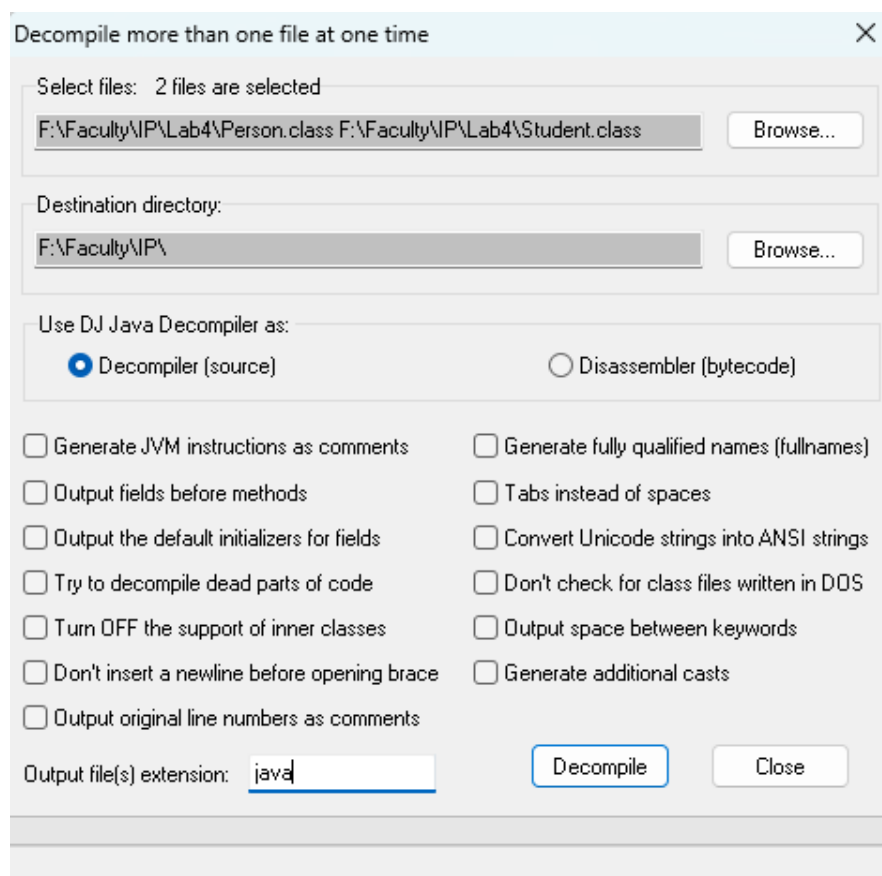 Decompile more than one file at one time
Select files: 2 files are selected
F:\Faculty\IP\Lab4\Person.class F:\Faculty\IP\Lab4\Student.class Browse...
Destination directory:
F:\Faculty\IP\ Browse...
Use DJ Java Decompiler as:
Decompiler (source) Disassembler (bytecode)
Generate JVM instructions as comments Generate fully qualified names (fullnames)
Output fields before methods Tabs instead of spaces
Output the default initializers for fields Convert Unicode strings into ANSI strings
Try to decompile dead parts of code Don't check for class files written in DOS
Turn OFF the support of inner classes Output space between keywords
Don't insert a newline before opening brace Generate additional casts
Output original line numbers as comments
Output file(s) extension: java Decompile Close